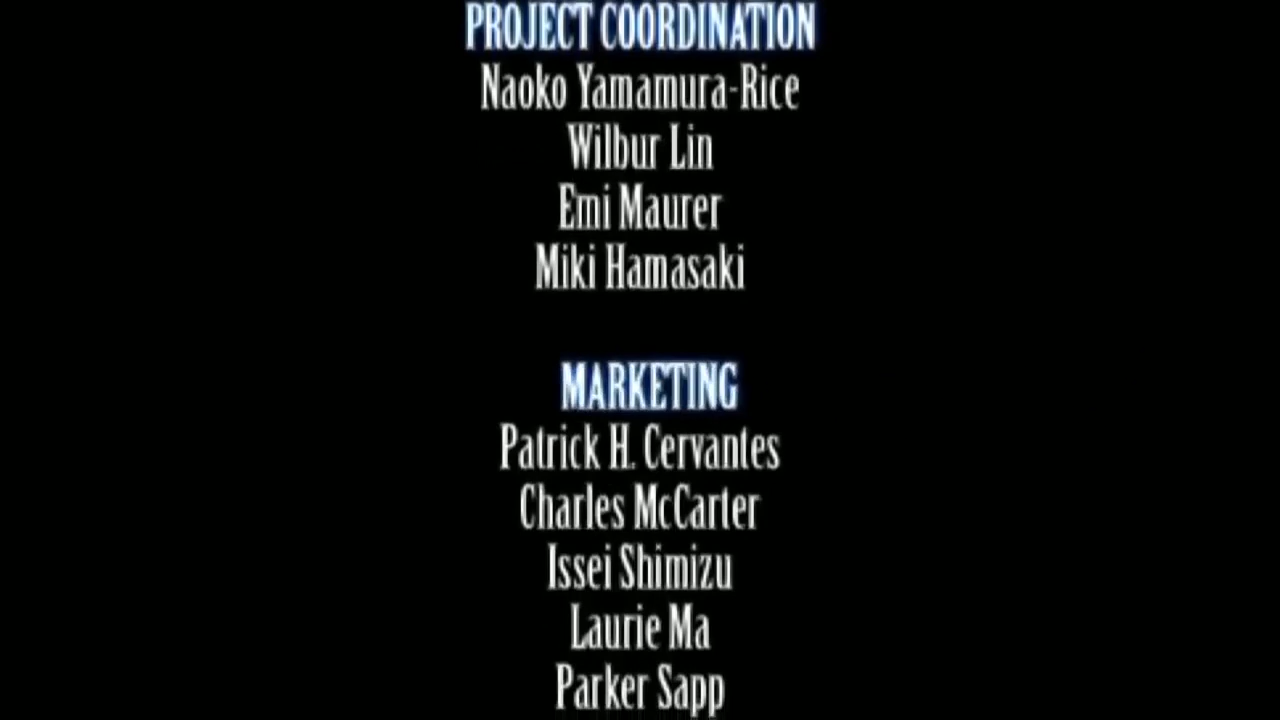 PROJECT COORDINATION
Naoko Yamamura-Rice
Wilbur Lin
Emi Maurer
Miki Hamasaki
MARKETING
Patrick H. Cervantes
Charles McCarter
Issei Shimizu
Laurie Ma
Parker Sapp